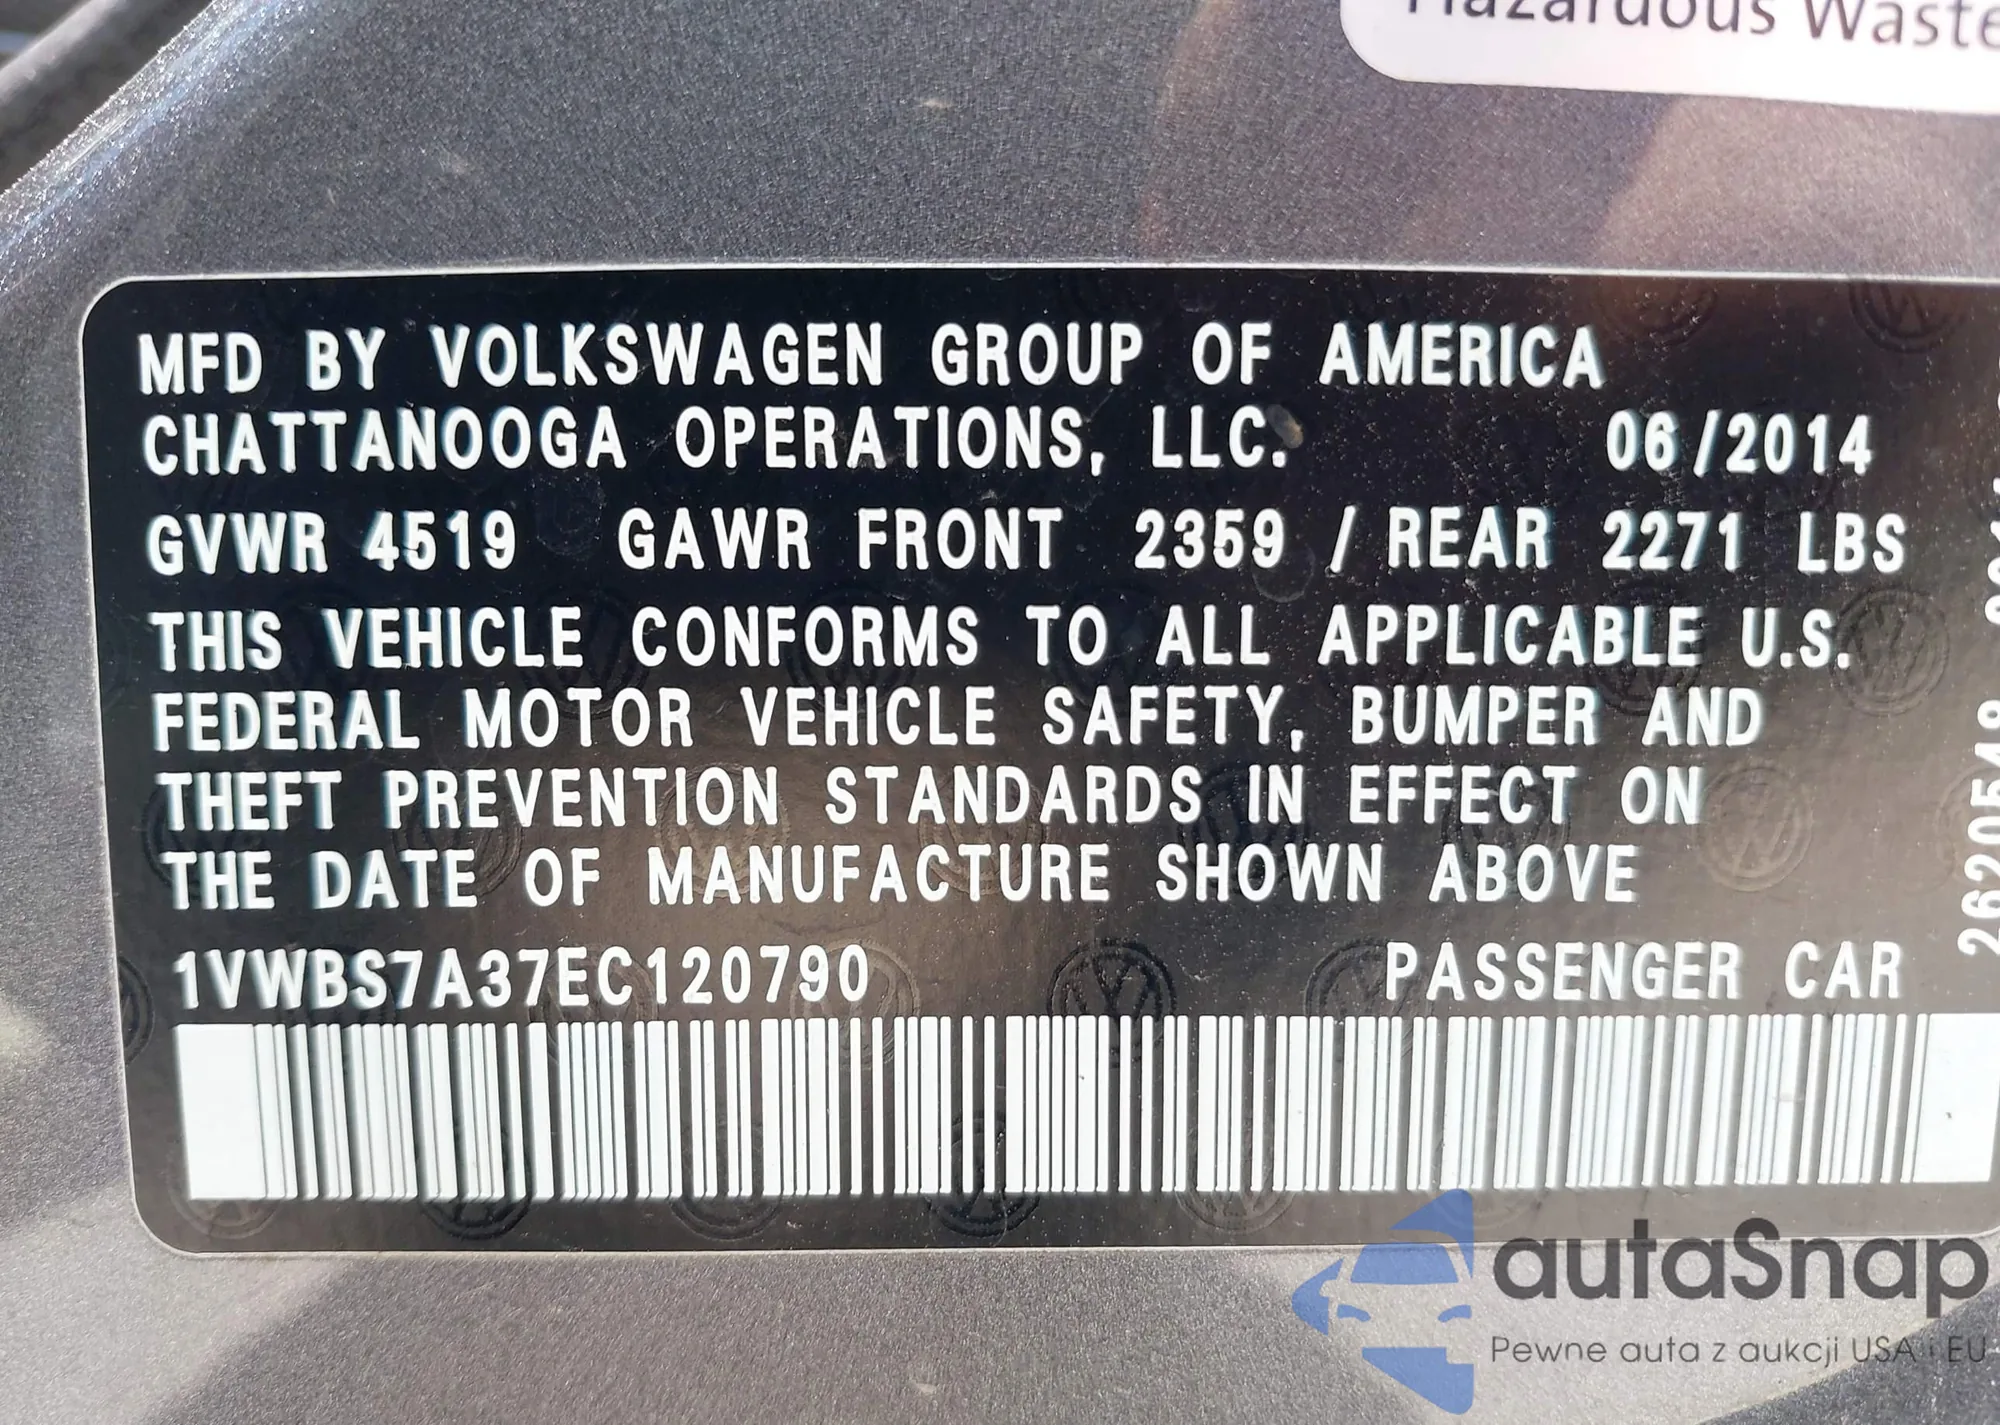 Hazardous Waste
MFD BY VOLKSWAGEN GROUP OF AMERICA
CHATTANOOGA OPERATIONS, LLC. 06/2014
GVWR 4519 GAWR FRONT 2359 / REAR 2271 LBS
THIS VEHICLE CONFORMS TO ALL APPLICABLE U.S.
FEDERAL MOTOR VEHICLE SAFETY, BUMPER AND
THEFT PREVENTION STANDARDS IN EFFECT ON
THE DATE OF MANUFACTURE SHOWN ABOVE
1VWBS7A37EC120790 PASSENGER CAR
autaSnap
Pewne auta z aukcji USA i EU